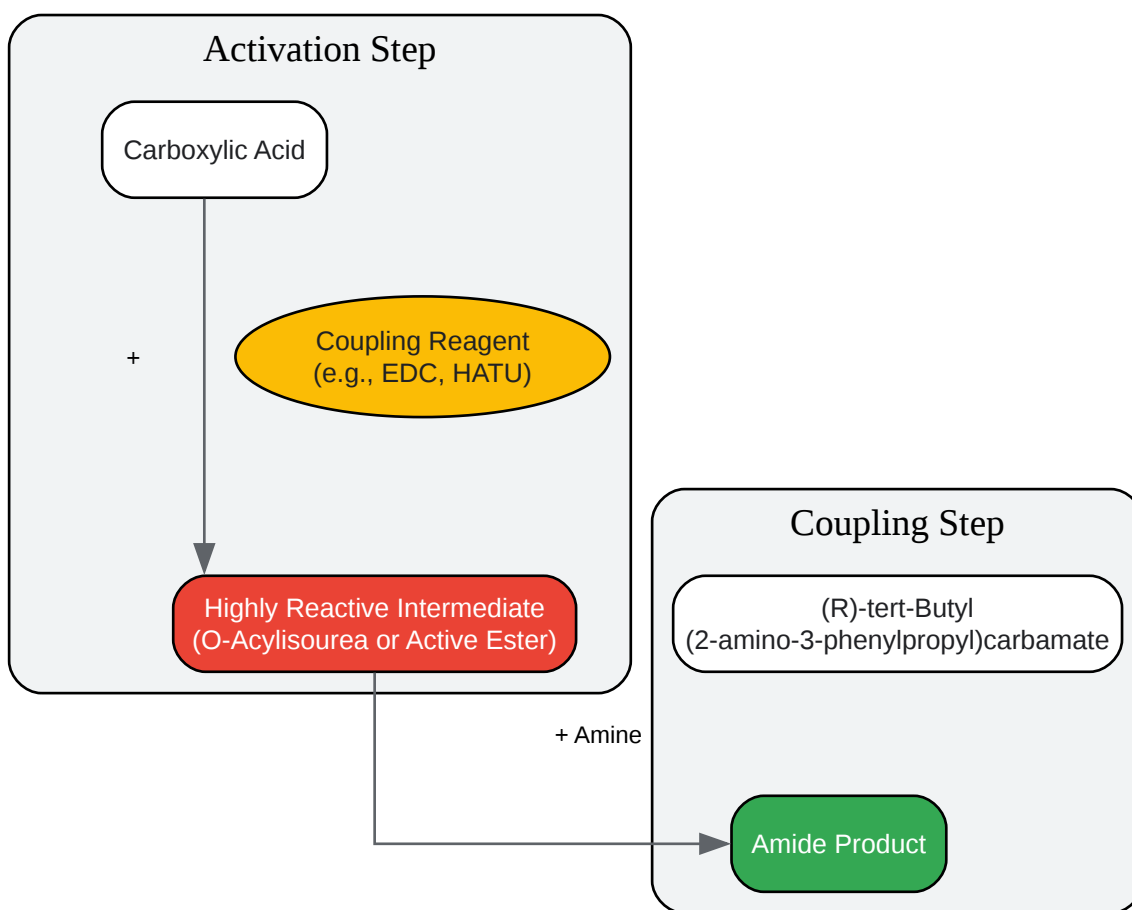 Activation Step
Carboxylic Acid
+
Coupling Reagent
(e.g., EDC, HATU)
Highly Reactive Intermediate
(O-Acylisourea or Active Ester)
Coupling Step
(R)-tert-Butyl
(2-amino-3-phenylpropyl)carbamate
+ Amine
Amide Product